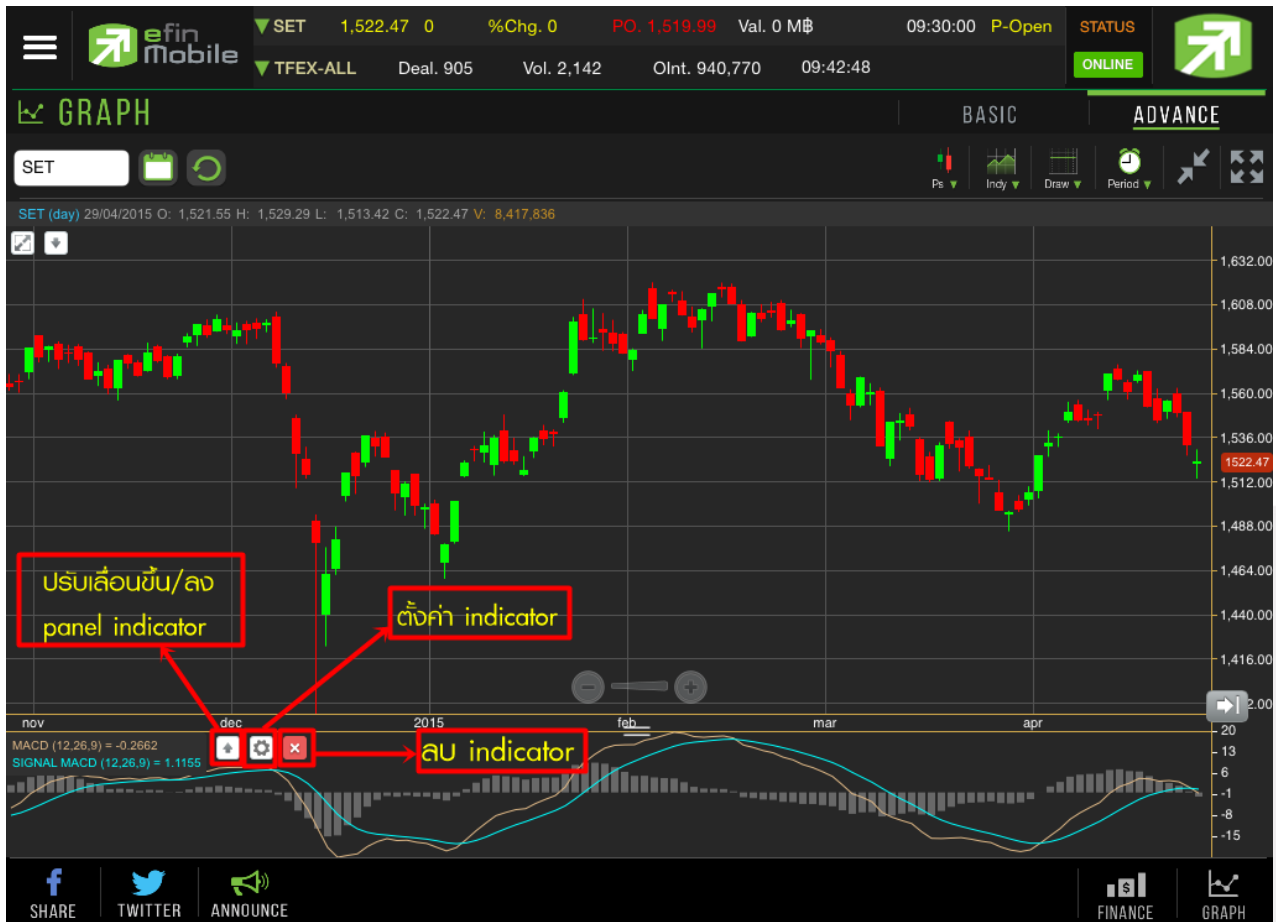 efin
Mobile
▼ SET 1,522.47 0 %Chg. 0 PO. 1,519.99 Val. 0 M฿ 09:30:00 P-Open
▼ TFEX-ALL Deal. 905 Vol. 2,142 OInt. 940,770 09:42:48
STATUS
ONLINE
GRAPH
BASIC
ADVANCE
SET
Ps ▼
Indy ▼
Draw ▼
Period ▼
SET (day) 29/04/2015 O: 1,521.55 H: 1,529.29 L: 1,513.42 C: 1,522.47 V: 8,417,836
1,632.00
1,608.00
1,584.00
1,560.00
1,536.00
1522.47
1,512.00
1,488.00
1,464.00
1,440.00
1,416.00
2.00
ปรับเลื่อนขึ้น/ลง
panel indicator
ตั้งค่า indicator
nov dec 2015 feb mar apr
MACD (12,26,9) = -0.2662
SIGNAL MACD (12,26,9) = 1.1155
ลบ indicator
20
13
6
-1
-8
-15
SHARE
TWITTER
ANNOUNCE
FINANCE
GRAPH